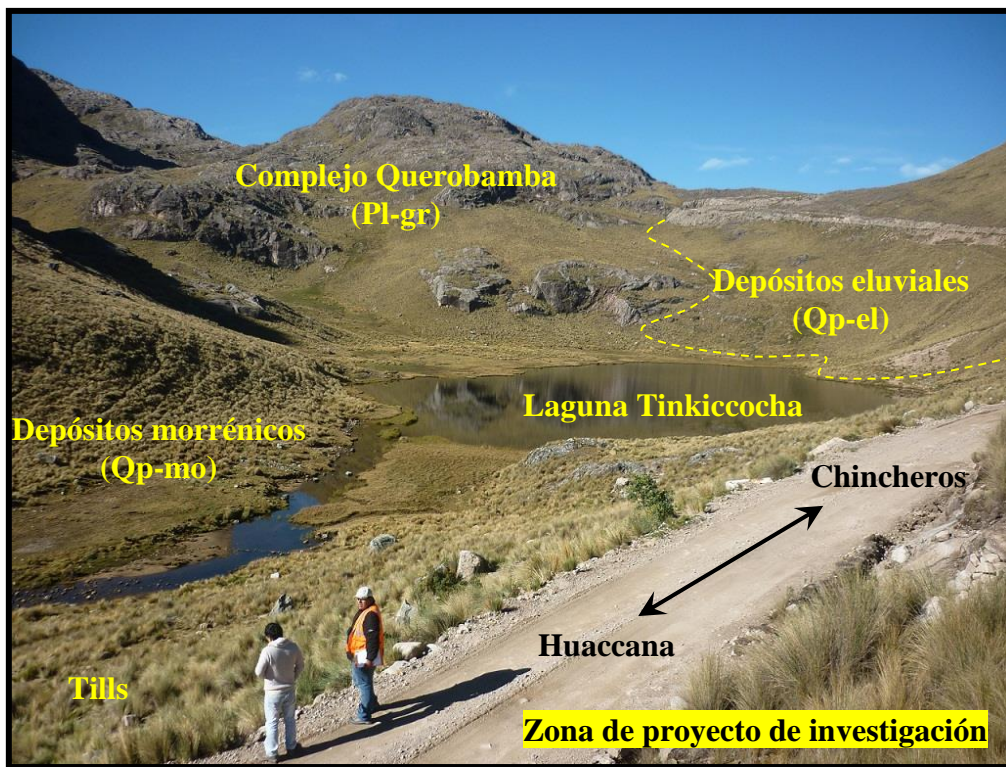 Complejo Querobamba
(Pl-gr)
Depósitos eluviales
(Qp-el)
Laguna Tinkiccocha
Depósitos morrénicos
(Qp-mo)
Chincheros
Huaccana
Tills
Zona de proyecto de investigación